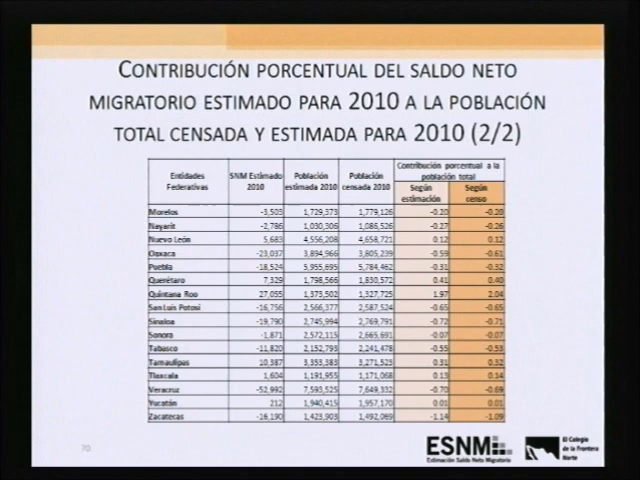 CONTRIBUCIÓN PORCENTUAL DEL SALDO NETO
MIGRATORIO ESTIMADO PARA 2010 A LA POBLACIÓN
TOTAL CENSADA Y ESTIMADA PARA 2010 (2/2)
Entidades Federativas SNM Estimado 2010 Población estimada 2010 Población censada 2010 Contribución porcentual a la población total
Según estimación Según censo
Morelos -3,503 1,729,373 1,779,126 -0.20 -0.20
Nayarit -2,786 1,030,306 1,086,526 -0.27 -0.26
Nuevo León 5,683 4,556,208 4,658,721 0.12 0.12
Oaxaca -23,037 3,894,966 3,805,239 -0.59 -0.61
Puebla -18,524 5,955,695 5,784,462 -0.31 -0.32
Querétaro 7,329 1,798,566 1,830,572 0.41 0.40
Quintana Roo 27,055 1,373,502 1,327,725 1.97 2.04
San Luis Potosí -16,756 2,566,377 2,587,524 -0.65 -0.65
Sinaloa -19,790 2,745,994 2,769,791 -0.72 -0.71
Sonora -1,871 2,572,115 2,665,691 -0.07 -0.07
Tabasco -11,820 2,152,793 2,241,478 -0.55 -0.53
Tamaulipas 10,387 3,353,383 3,271,523 0.31 0.32
Tlaxcala 1,604 1,191,955 1,171,068 0.13 0.14
Veracruz -52,992 7,593,525 7,649,332 -0.70 -0.69
Yucatán 212 1,940,415 1,957,170 0.01 0.01
Zacatecas -16,190 1,423,903 1,492,069 -1.14 -1.09
70
ESNM
Estimación Saldo Neto Migratorio
El Colegio
de la Frontera
Norte